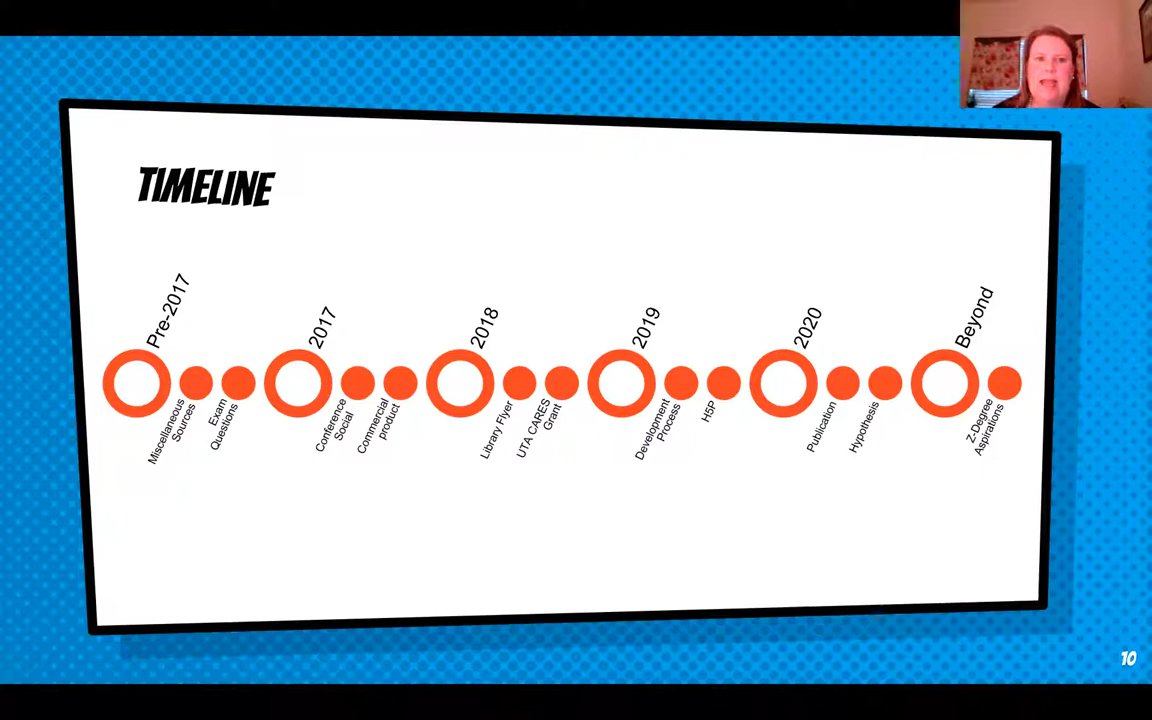 TIMELINE
Pre-2017
Miscellaneous
Sources
Exam
Questions
2017
Conference
Social
Commercial
product
2018
Library Flyer
UTA CARES
Grant
2019
Development
Process
H5P
2020
Publication
Hypothesis
Beyond
Z-Degree
Aspirations
10